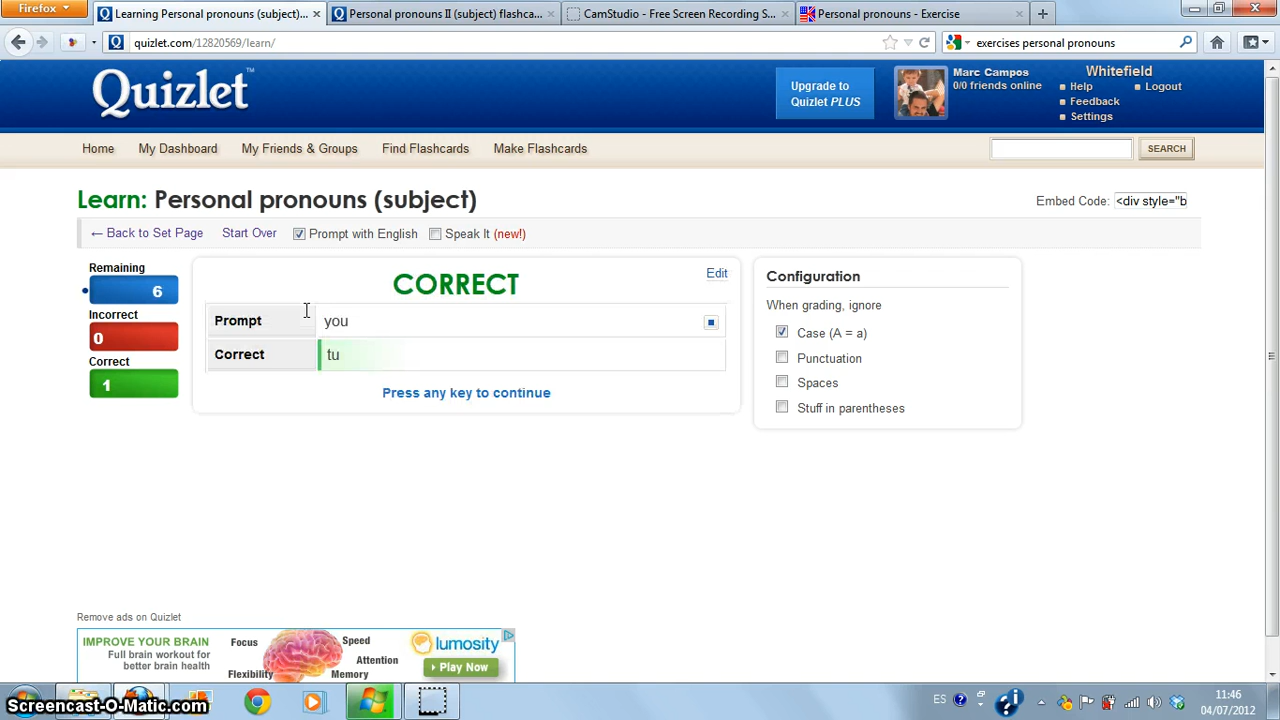 Firefox
Learning Personal pronouns (subject)...
Personal pronouns II (subject) flashca...
CamStudio - Free Screen Recording S...
Personal pronouns - Exercise
quizlet.com/12820569/learn/
exercises personal pronouns
Quizlet™
Upgrade to
Quizlet PLUS
Marc Campos
0/0 friends online
Whitefield
Help
Logout
Feedback
Settings
Home
My Dashboard
My Friends & Groups
Find Flashcards
Make Flashcards
SEARCH
Learn: Personal pronouns (subject)
Embed Code: <div style="b
← Back to Set Page
Start Over
Prompt with English
Speak It (new!)
Remaining
6
Incorrect
0
Correct
1
CORRECT
Edit
Prompt
you
Correct
tu
Press any key to continue
Configuration
When grading, ignore
Case (A = a)
Punctuation
Spaces
Stuff in parentheses
Remove ads on Quizlet
IMPROVE YOUR BRAIN
Full brain workout for
better brain health
Focus
Speed
Attention
Flexibility
Memory
lumosity
Play Now
Screencast-O-Matic.com
ES
11:46
04/07/2012